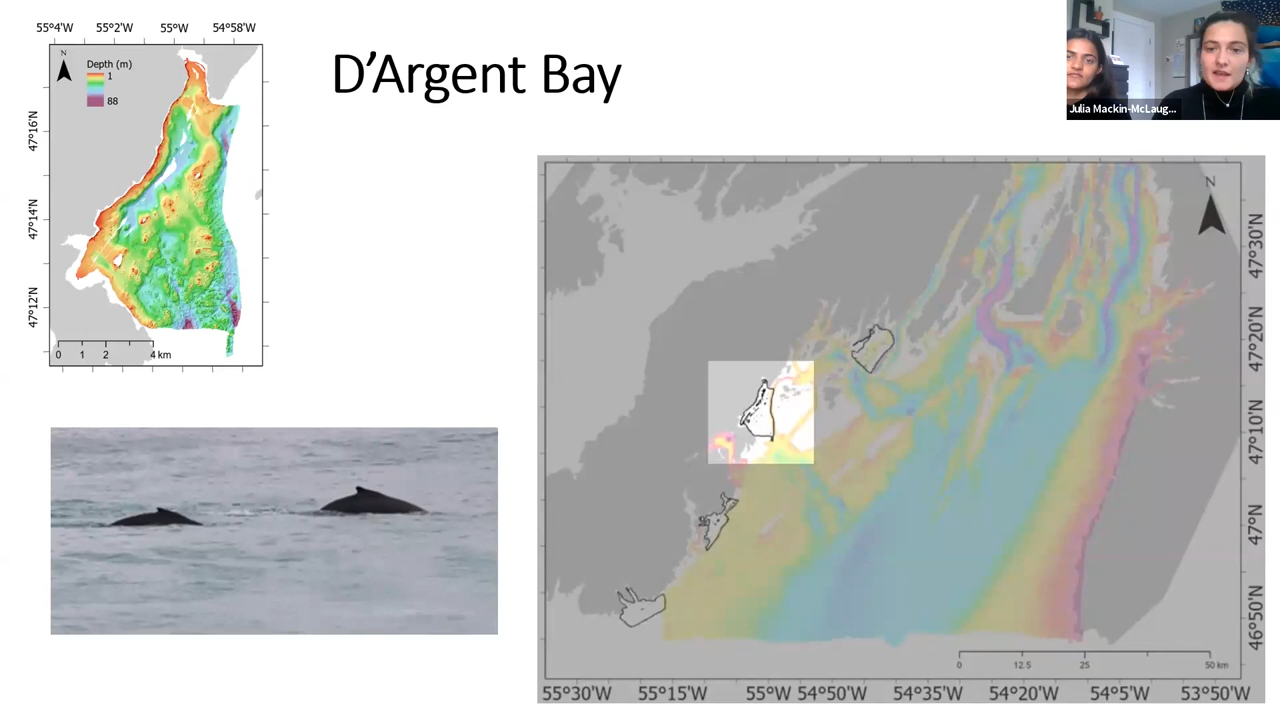 55°4'W 55°2'W 55°W 54°58'W
N
Depth (m)
1
88
47°16'N
47°14'N
47°12'N
0 1 2 4 km
D'Argent Bay
Julia Mackin-McLaug...
N
47°30'N
47°20'N
47°10'N
47°N
46°50'N
0 12.5 25 50 km
55°30'W 55°15'W 55°W 54°50'W 54°35'W 54°20'W 54°5'W 53°50'W